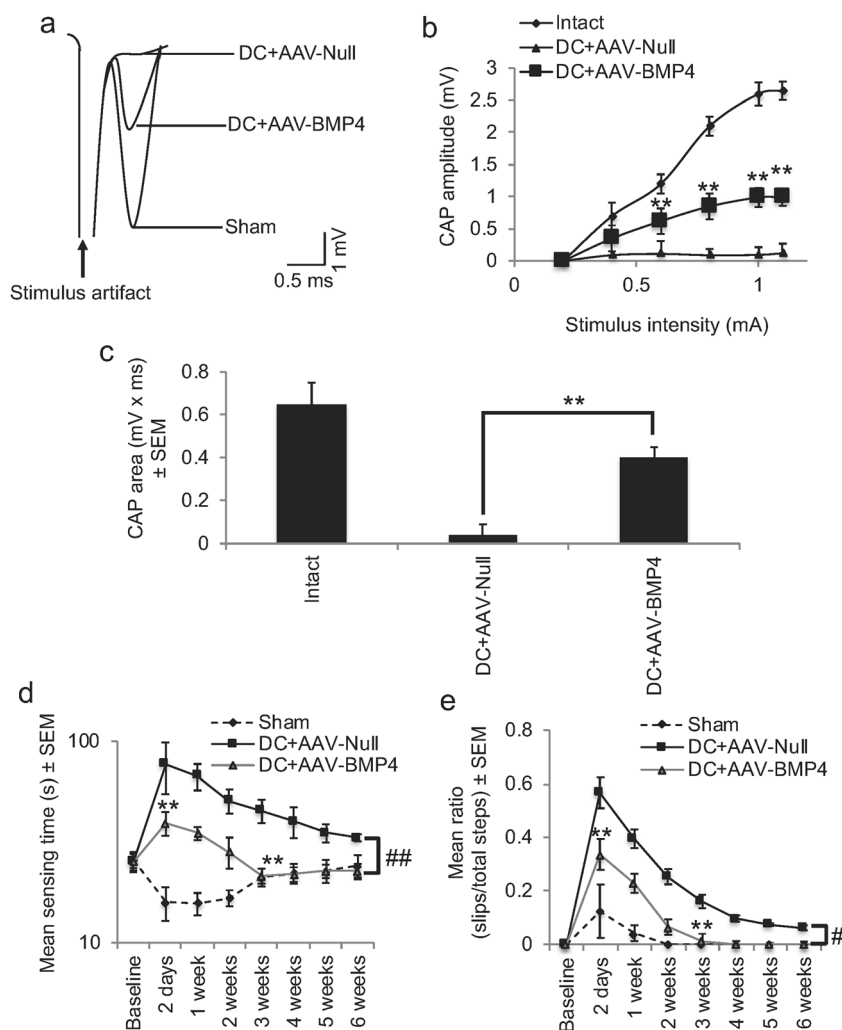 a
DC+AAV-Null
DC+AAV-BMP4
Sham
1 mV
0.5 ms
Stimulus artifact
b
Intact
DC+AAV-Null
DC+AAV-BMP4
CAP amplitude (mV)
3
2.5
2
1.5
1
0.5
0
** ** ** **
0 0.5 1
Stimulus intensity (mA)
c
CAP area (mV x ms)
± SEM
0.8
0.6
0.4
0.2
0
**
Intact
DC+AAV-Null
DC+AAV-BMP4
d
Sham
DC+AAV-Null
DC+AAV-BMP4
Mean sensing time (s) ± SEM
100
10
**
**
##
Baseline
2 days
1 week
2 weeks
3 weeks
4 weeks
5 weeks
6 weeks
e
Sham
DC+AAV-Null
DC+AAV-BMP4
Mean ratio
(slips/total steps) ± SEM
0.8
0.6
0.4
0.2
0
**
**
#
Baseline
2 days
1 week
2 weeks
3 weeks
4 weeks
5 weeks
6 weeks